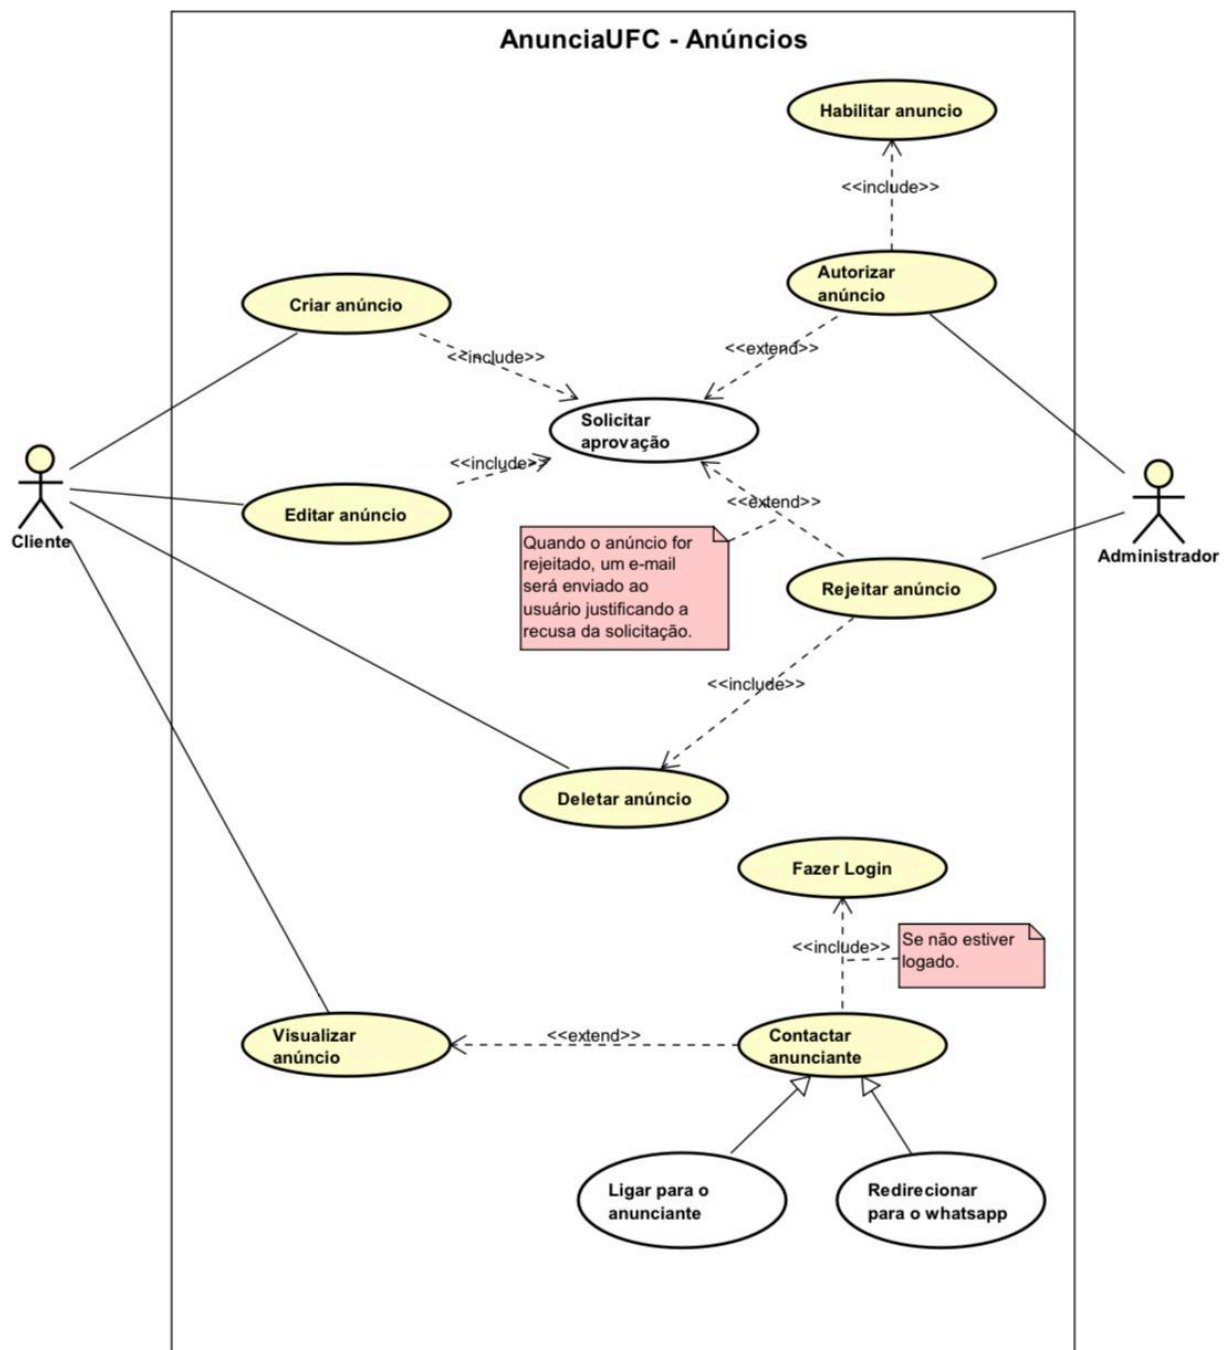 AnunciaUFC - Anúncios
Habilitar anuncio
<<include>>
Autorizar
anúncio
Criar anúncio
<<include>>
<<extend>>
Solicitar
aprovação
<<include>>
Editar anúncio
<<extend>>
Cliente
Administrador
Quando o anúncio for
rejeitado, um e-mail
será enviado ao
usuário justificando a
recusa da solicitação.
Rejeitar anúncio
<<include>>
Deletar anúncio
Fazer Login
<<include>>
Se não estiver
logado.
Visualizar
anúncio
<<extend>>
Contactar
anunciante
Ligar para o
anunciante
Redirecionar
para o whatsapp